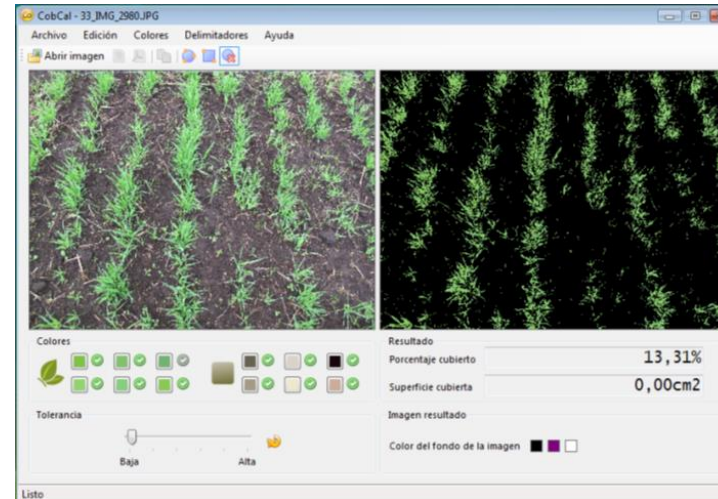 CobCal - 33_IMG_2980.JPG
Archivo Edición Colores Delimitadores Ayuda
Abrir imagen
Colores
Resultado
Porcentaje cubierto 13,31%
Superficie cubierta 0,00cm2
Tolerancia
Baja Alta
Imagen resultado
Color del fondo de la imagen
Listo